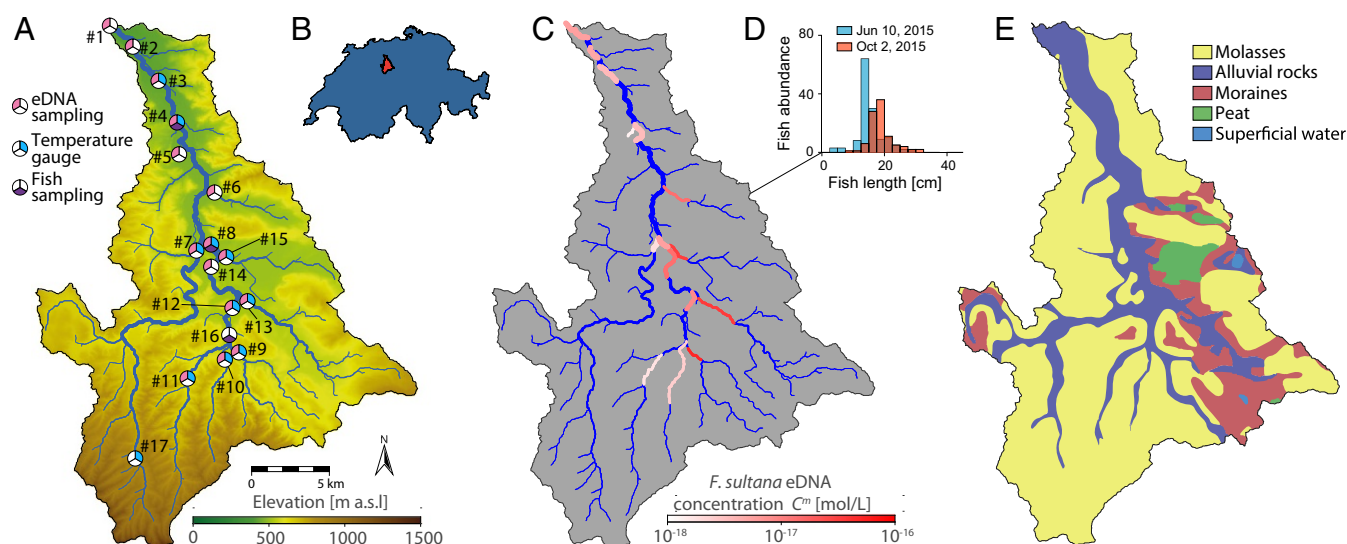 A
#1
#2
#3
#4
#5
#6
#7
#8
#15
#14
#12
#13
#16
#9
#10
#11
#17
eDNA
sampling
Temperature
gauge
Fish
sampling
N
0 5 km
Elevation [m a.s.l]
0 500 1000 1500
B
C
F. sultana eDNA
concentration Cᵐ [mol/L]
10⁻¹⁸ 10⁻¹⁷ 10⁻¹⁶
D
Jun 10, 2015
Oct 2, 2015
Fish abundance
80
40
0
0 20 40
Fish length [cm]
E
Molasses
Alluvial rocks
Moraines
Peat
Superficial water